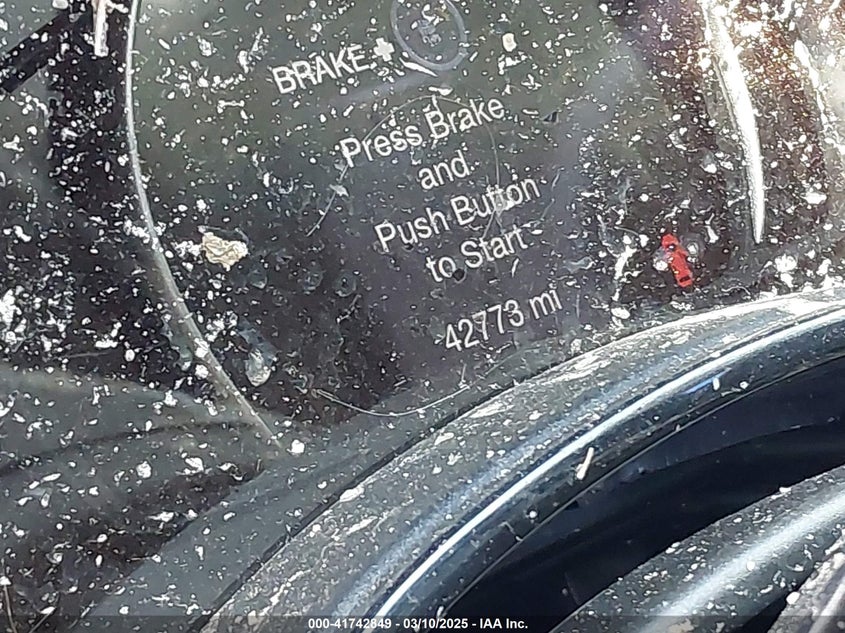 BRAKE+
Press Brake
and
Push Button
to Start
42773 mi
000-41742849 - 03/10/2025 - IAA Inc.